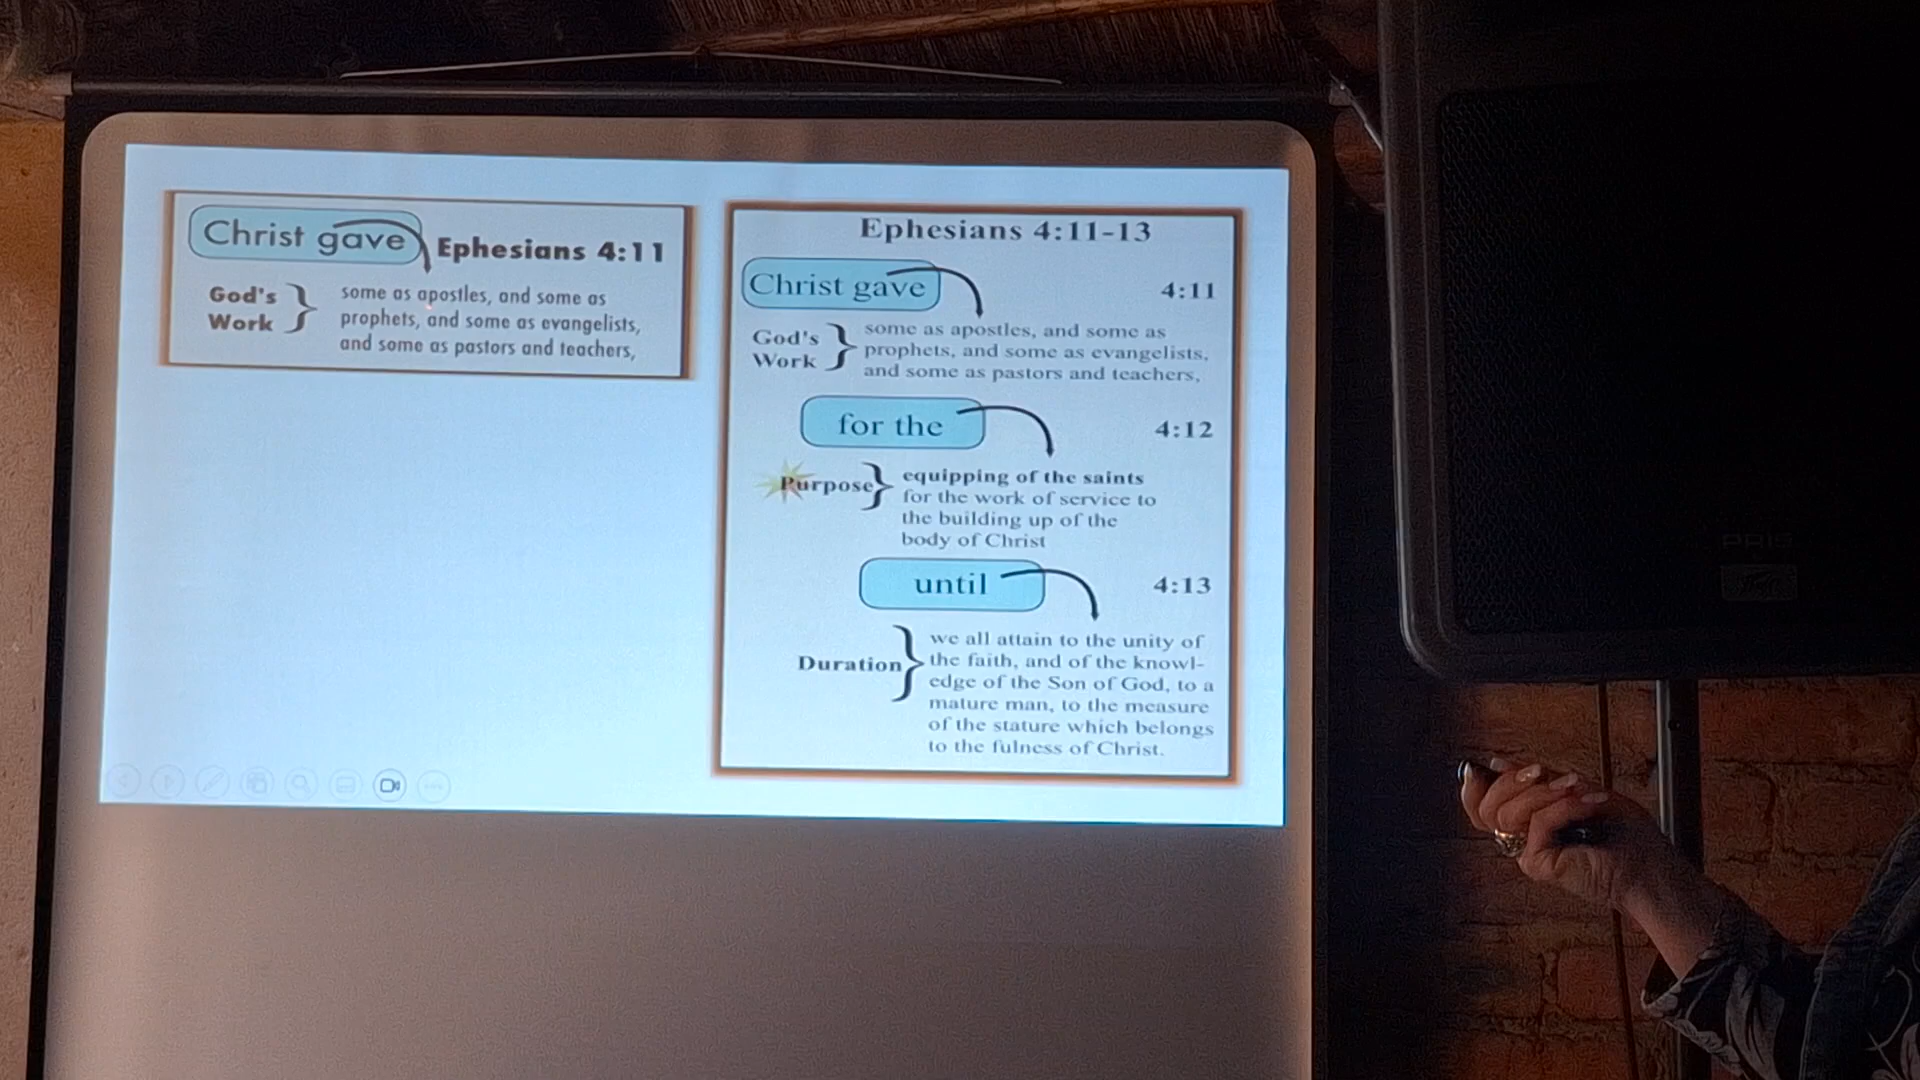 Christ gave Ephesians 4:11
God's
Work
some as apostles, and some as
prophets, and some as evangelists,
and some as pastors and teachers,
Ephesians 4:11-13
Christ gave 4:11
God's
Work
some as apostles, and some as
prophets, and some as evangelists,
and some as pastors and teachers,
for the 4:12
Purpose
equipping of the saints
for the work of service to
the building up of the
body of Christ
until 4:13
Duration
we all attain to the unity of
the faith, and of the knowl-
edge of the Son of God, to a
mature man, to the measure
of the stature which belongs
to the fulness of Christ.